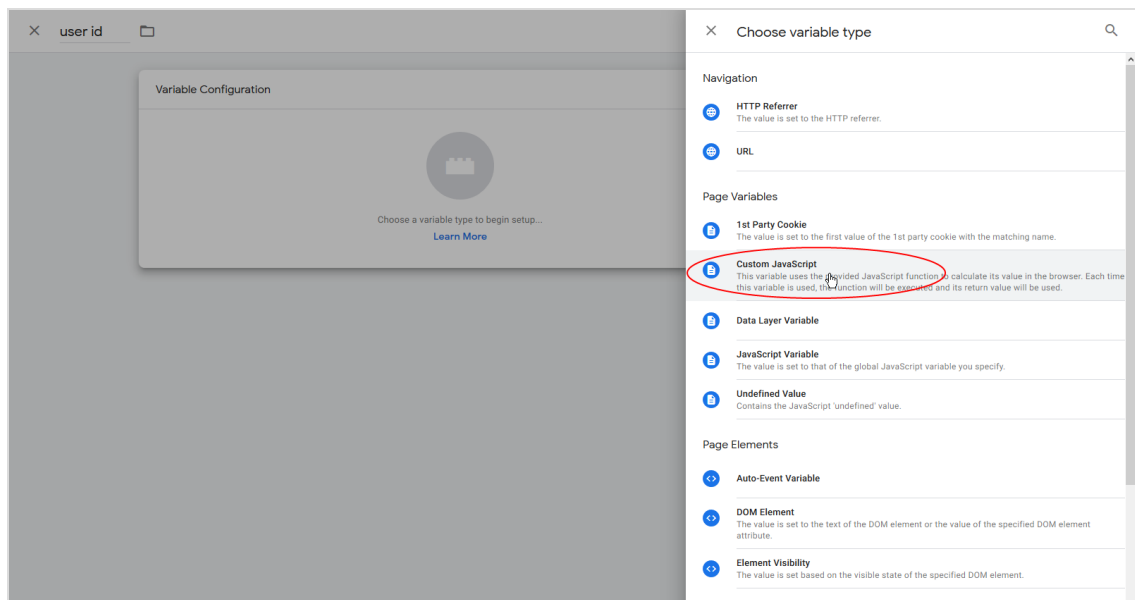 user id
Variable Configuration
Choose a variable type to begin setup...
Learn More
Choose variable type
Navigation
HTTP Referrer
The value is set to the HTTP referrer.
URL
Page Variables
1st Party Cookie
The value is set to the first value of the 1st party cookie with the matching name.
Custom JavaScript
This variable uses the provided JavaScript function to calculate its value in the browser. Each time
this variable is used, the function will be executed and its return value will be used.
Data Layer Variable
JavaScript Variable
The value is set to that of the global JavaScript variable you specify.
Undefined Value
Contains the JavaScript 'undefined' value.
Page Elements
Auto-Event Variable
DOM Element
The value is set to the text of the DOM element or the value of the specified DOM element
attribute.
Element Visibility
The value is set based on the visible state of the specified DOM element.